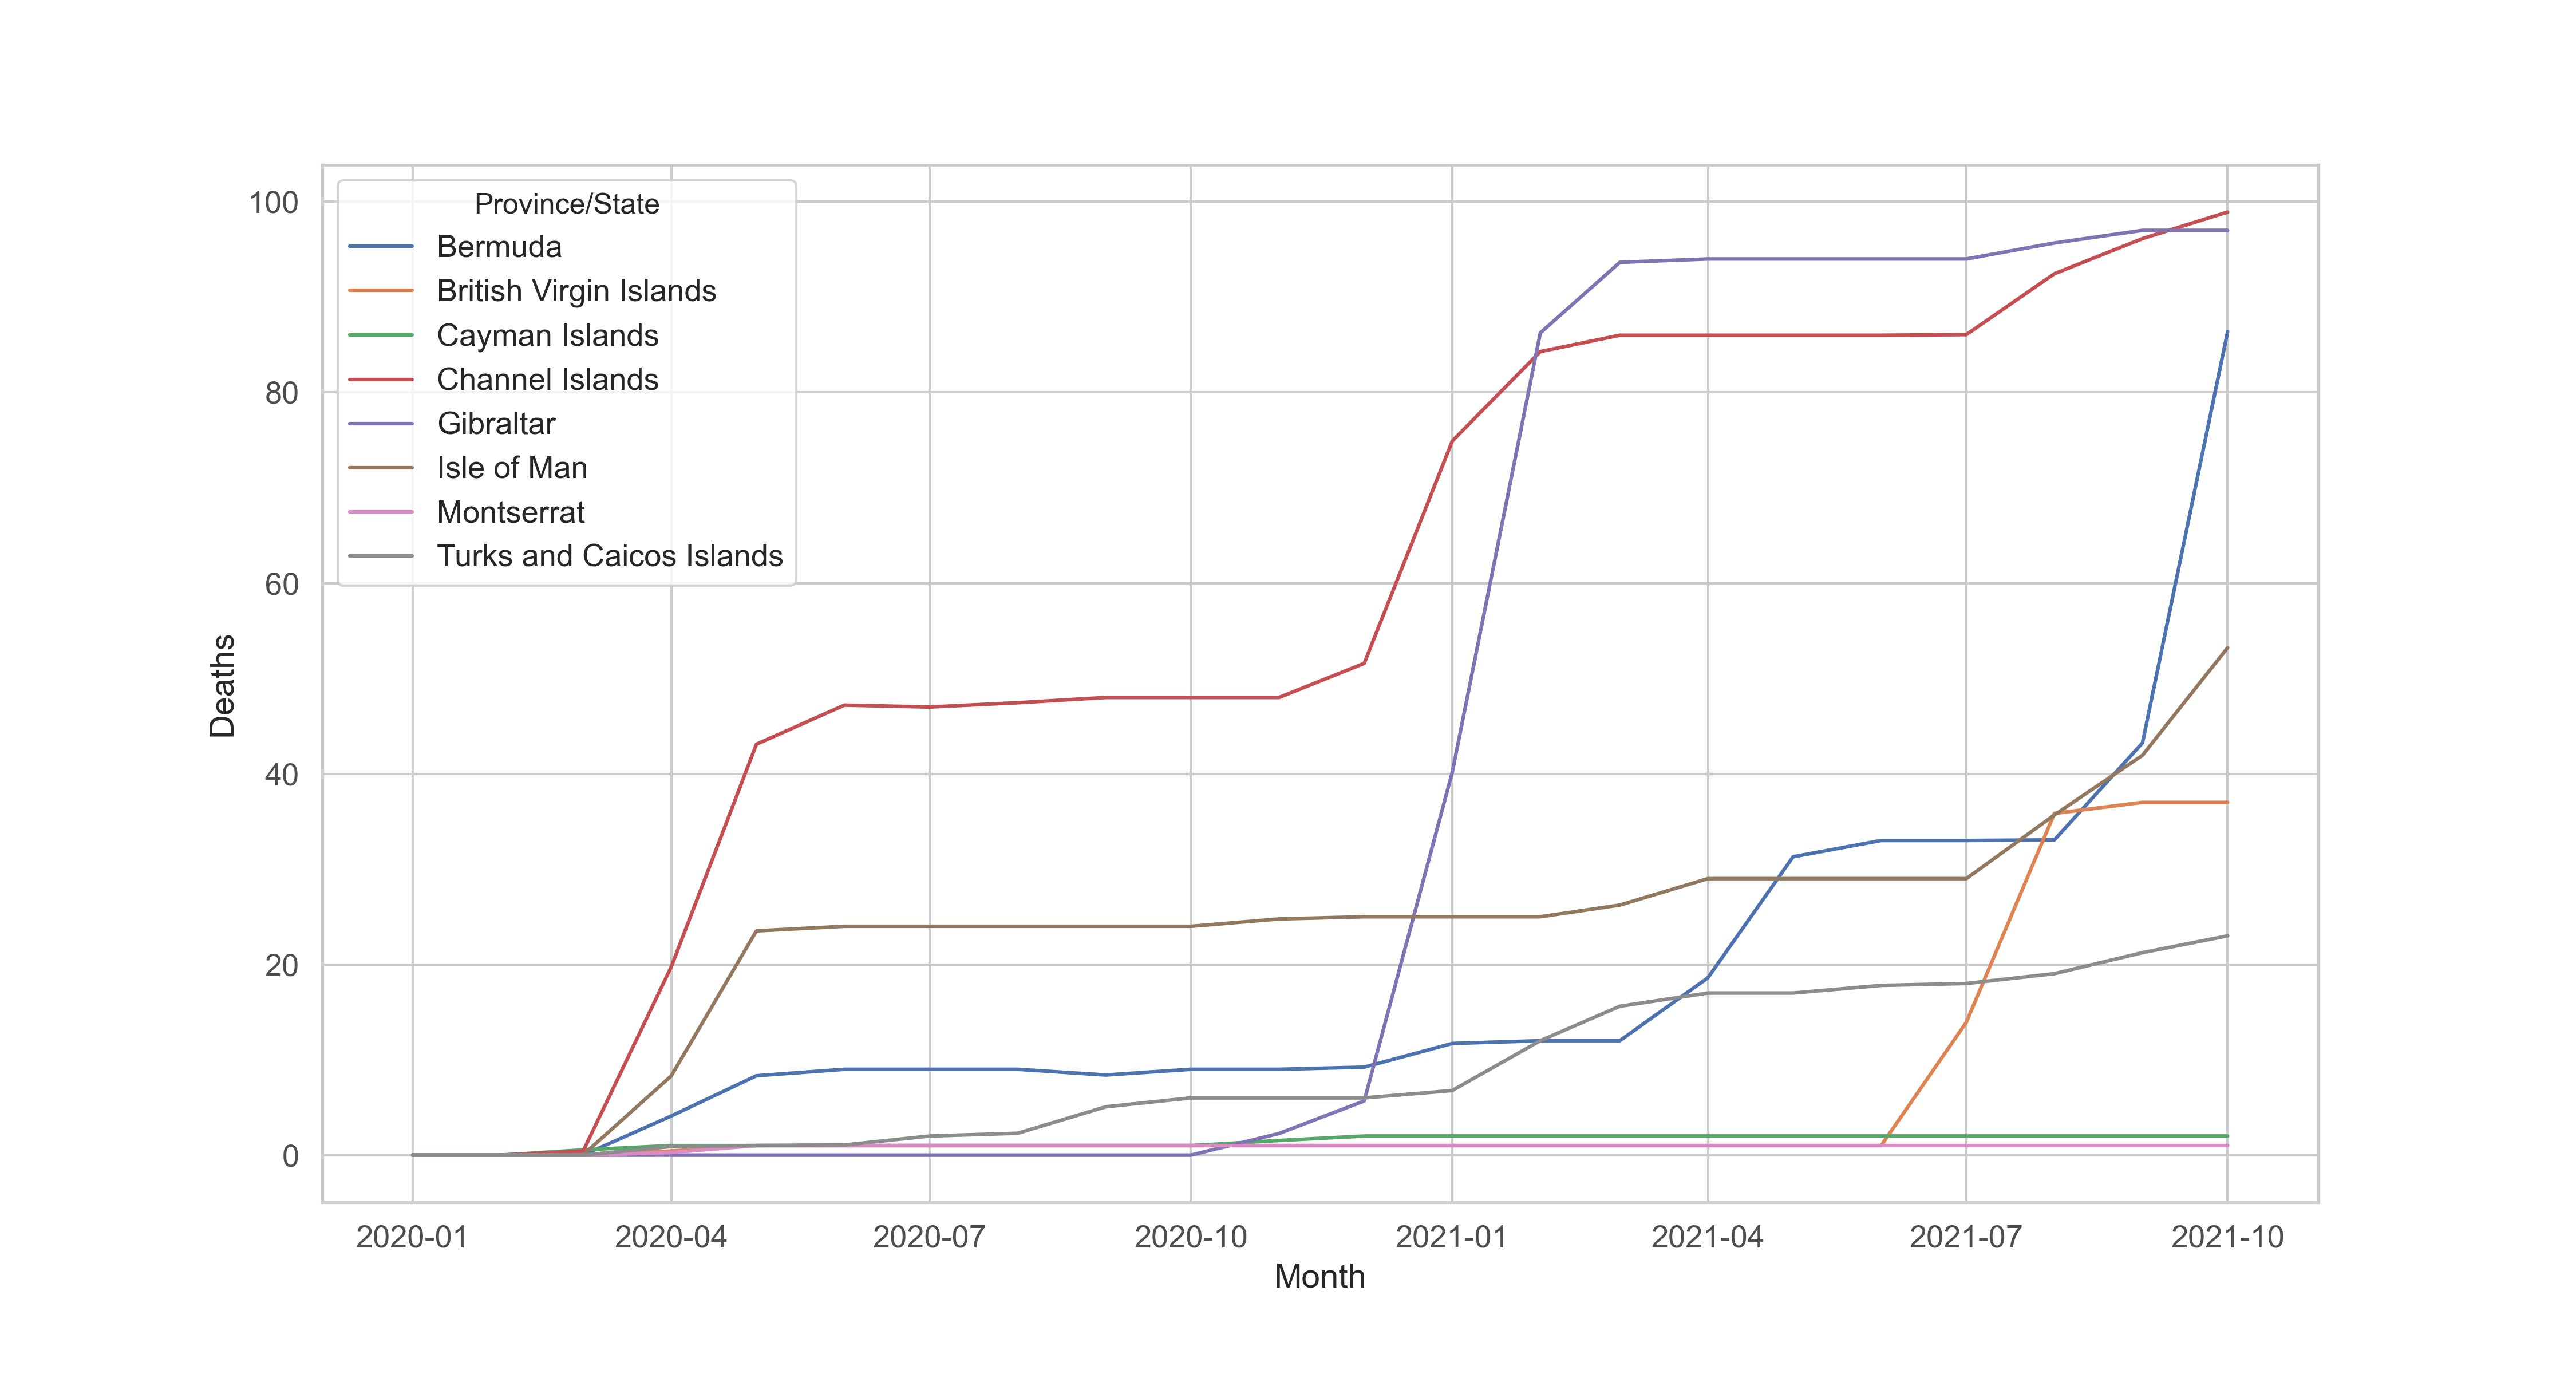 Province/State
Bermuda
British Virgin Islands
Cayman Islands
Channel Islands
Gibraltar
Isle of Man
Montserrat
Turks and Caicos Islands
100
80
60
40
20
0
Deaths
2020-01 2020-04 2020-07 2020-10 2021-01 2021-04 2021-07 2021-10
Month